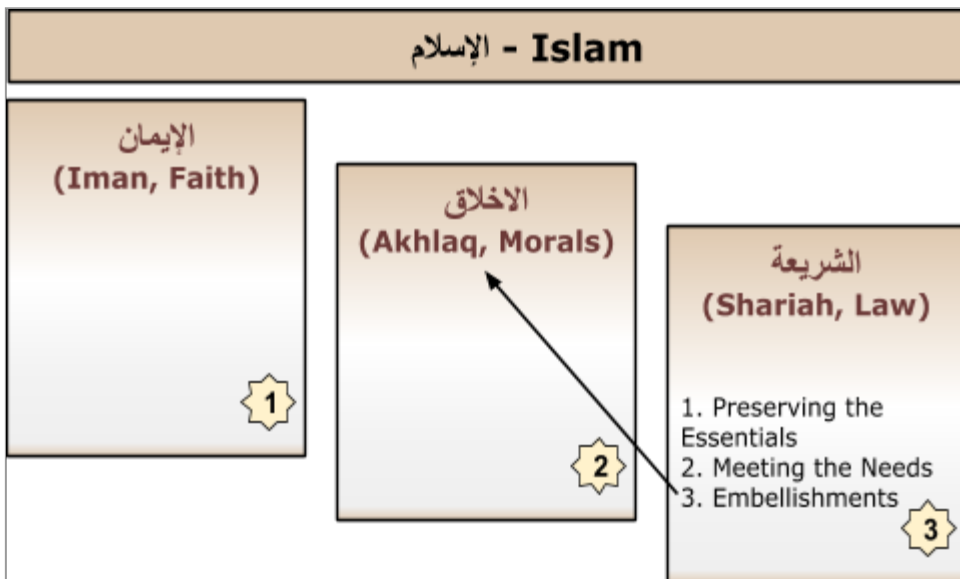 الإسلام - Islam
الإيمان
(Iman, Faith)
1
الاخلاق
(Akhlaq, Morals)
2
الشريعة
(Shariah, Law)
1. Preserving the
Essentials
2. Meeting the Needs
3. Embellishments
3